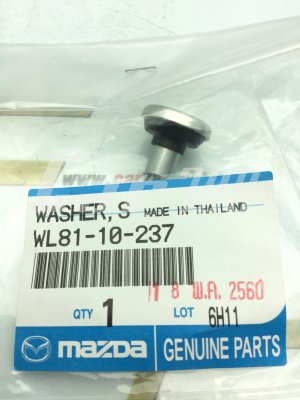 WASHER, S MADE IN THAILAND
WL81-10-237
18 พ.ค. 2560
QTY 1 LOT 6H11
mazda GENUINE PARTS